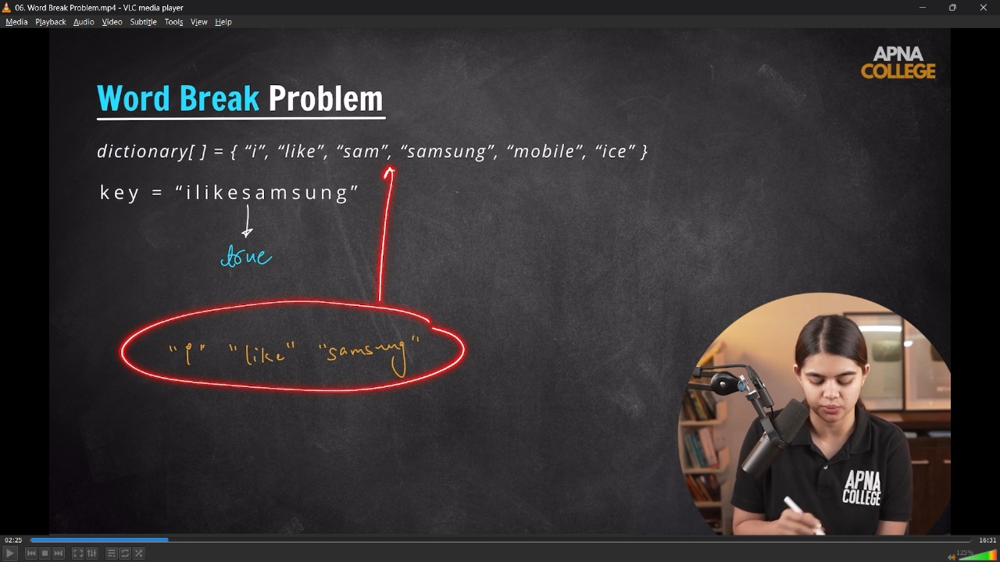 06. Word Break Problem.mp4 - VLC media player
Media Playback Audio Video Subtitle Tools View Help
APNA
COLLEGE
Word Break Problem
dictionary[ ] = { “i”, “like”, “sam”, “samsung”, “mobile”, “ice” }
key = “ilikesamsung”
true
"i" "like" "samsung"
APNA
COLLEGE
02:25
16:31
125%